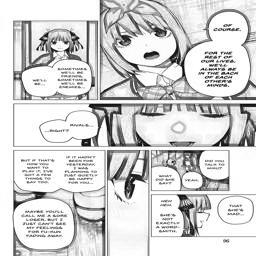 OF
COURSE.
FOR THE
REST OF
OUR LIVES,
WE'LL
ALWAYS BE
IN THE BACK
OF EACH
OTHER'S
MINDS.
SOMETIMES
WE'LL BE
FRIENDS,
SOMETIMES
WE'LL BE
ENEMIES...
WE'LL
BE...
RIVALS...
...RIGHT?
DID YOU
TALK TO
NINO?
YEAH.
WHAT DID
SHE
SAY?
THAT
SHE'S
MAD...
HEH
HEH.
SHE'S
NOT
EXACTLY
A WORD-
SMITH.
IF IT HADN'T
BEEN FOR
YESTERDAY,
I WAS
PLANNING TO
JUST QUIETLY
BE HAPPY
FOR YOU...
BUT IF THAT'S
HOW YOU
WANT TO
PLAY IT, I'VE
GOT A FEW
THINGS TO
SAY TOO.
MAYBE YOU'LL
CALL ME A SORE
LOSER, BUT I
JUST CAN'T SEE
MY FEELINGS
FOR FU-KUN
FADING AWAY.
96